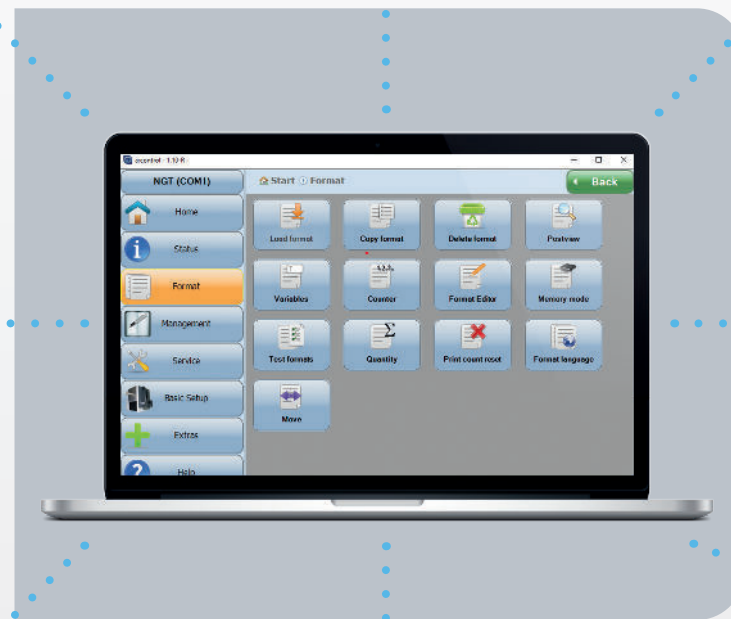 NGT (COM1)
Start
Format
Back
Home
Status
Format
Management
Service
Basic Setup
Extras
Help
Load format
Copy format
Delete format
Postview
Variables
Counter
Format Editor
Memory mode
Test formats
Quantity
Print count reset
Format language
Move